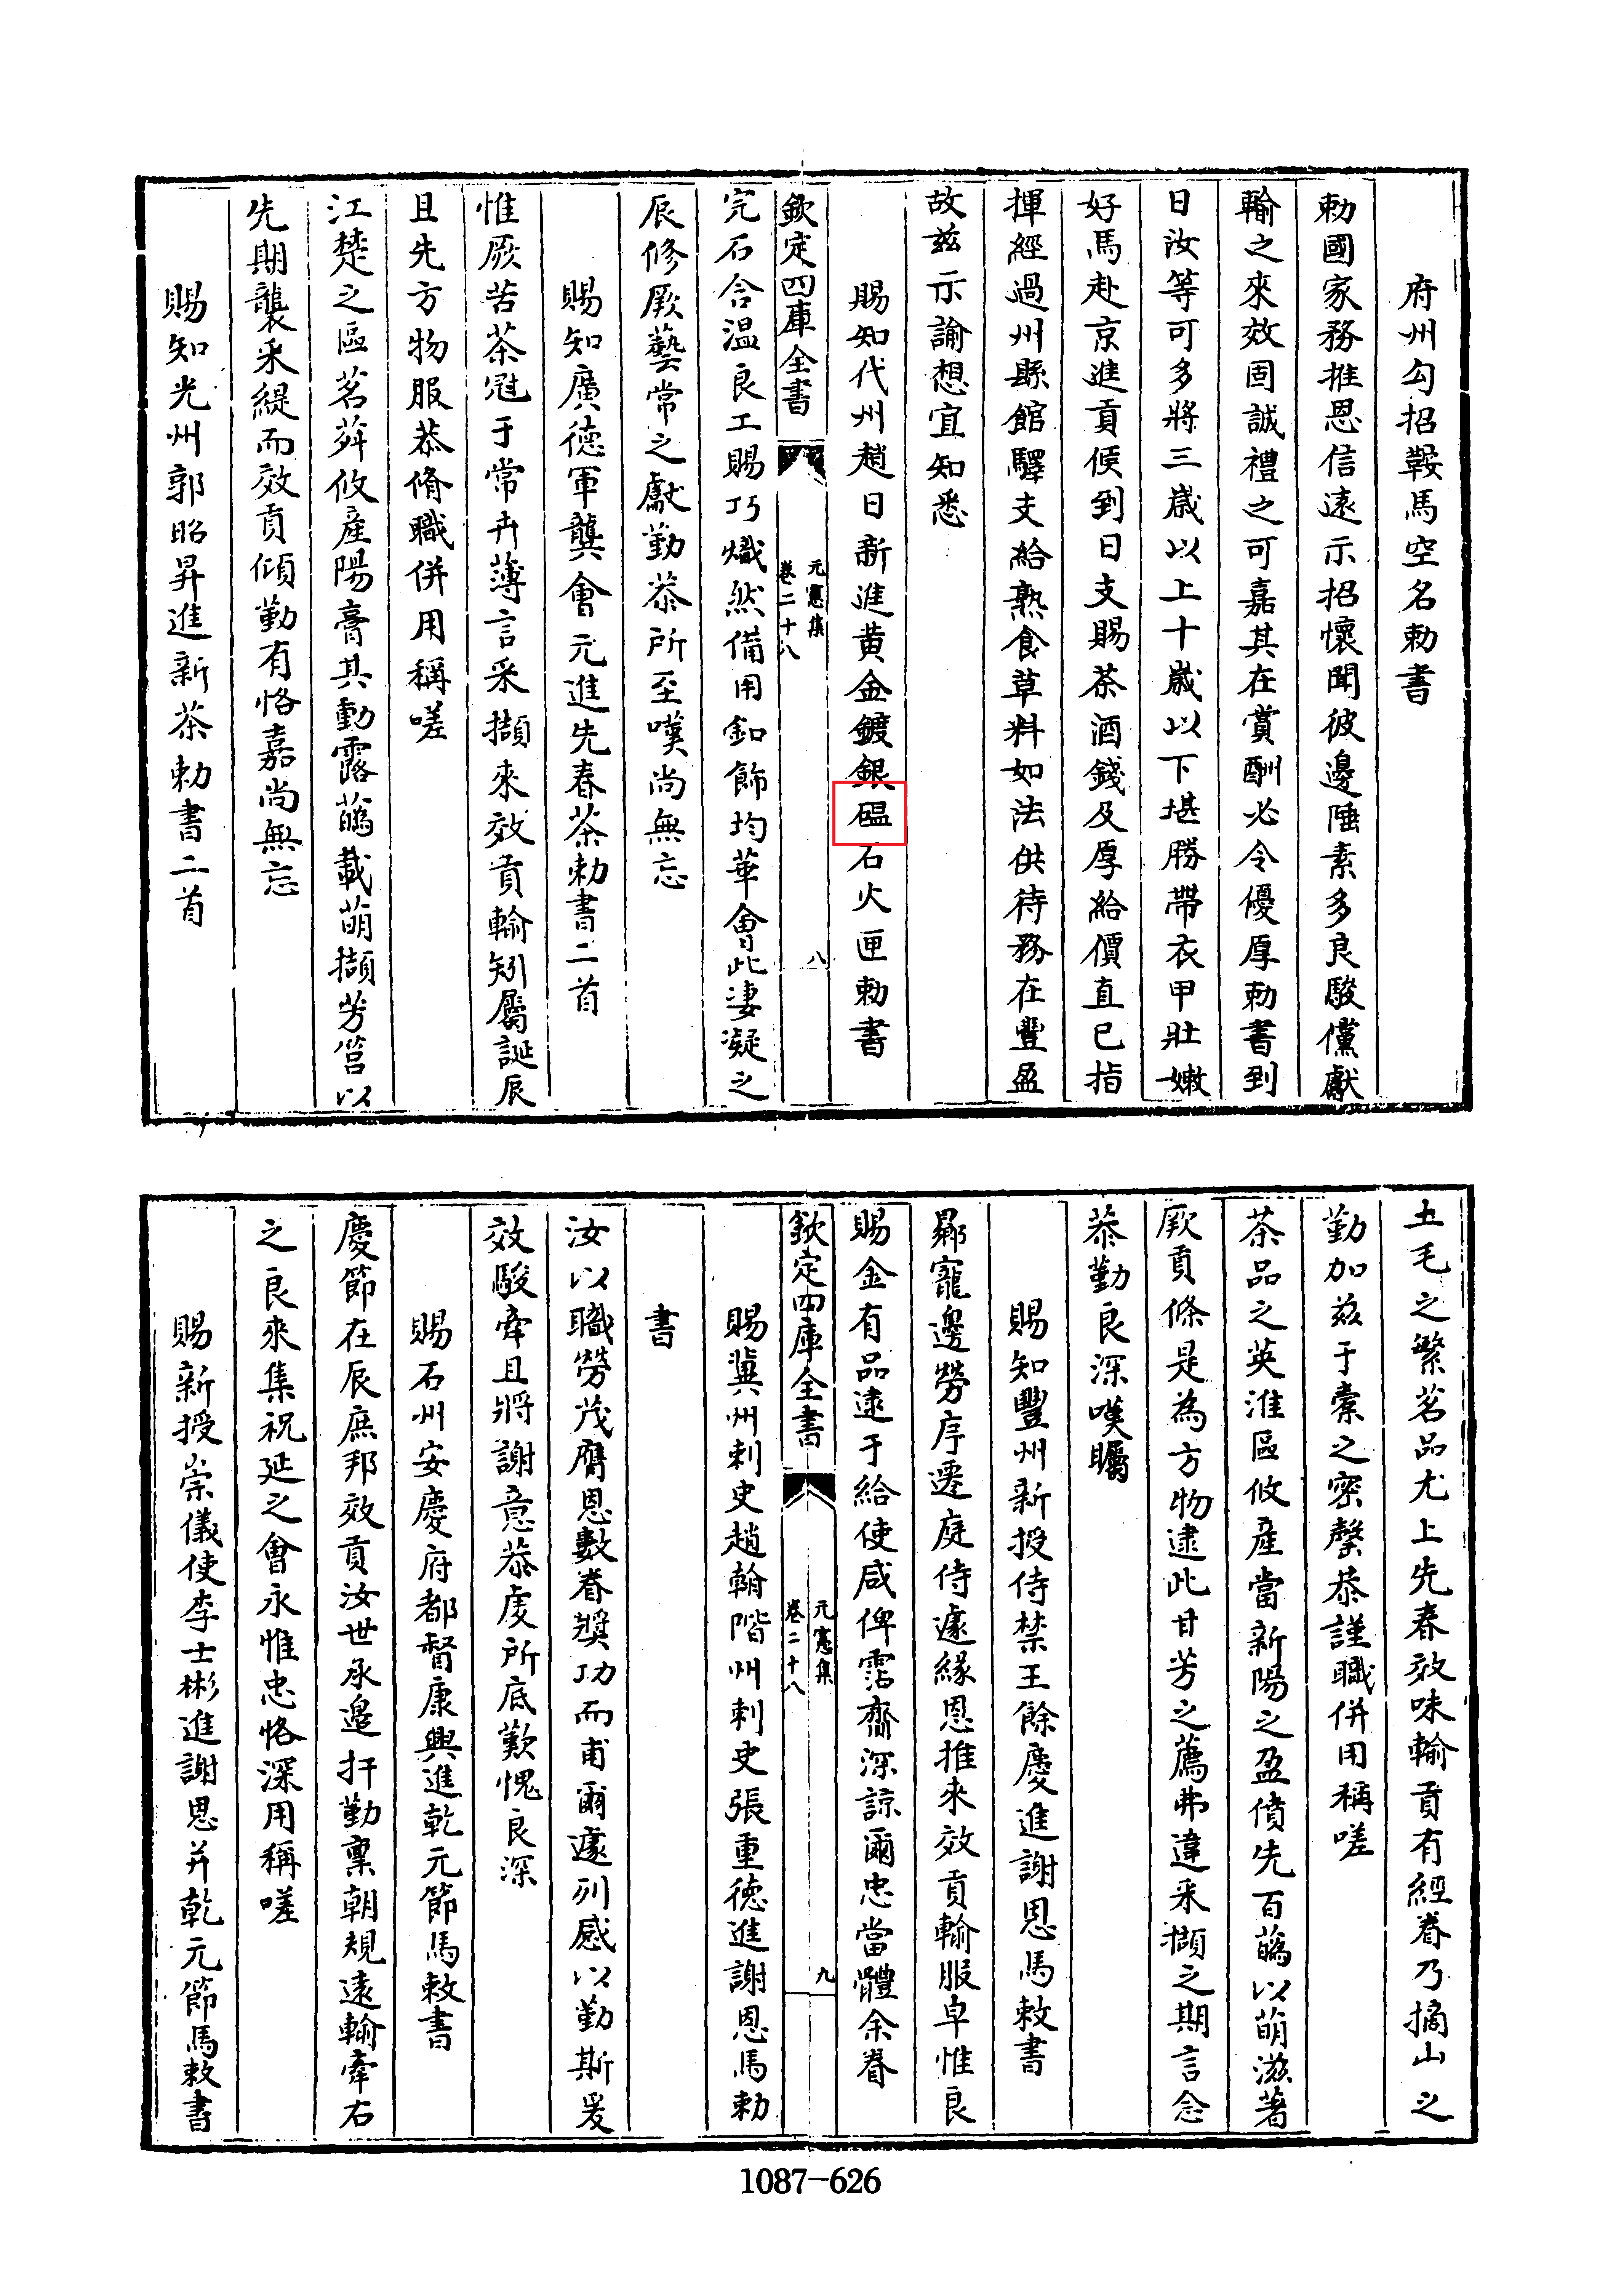 府州勾招鞍馬空名勅書
勅國家務推恩信遠示招懷聞彼邊陲素多良駿儻獻
輸之來效固誠禮之可嘉其在賞酬必令優厚勅書到
日汝等可多將三歲以上十歲以下堪勝帶衣甲壯嫩
好馬赴京進貢候到日支賜茶酒錢及厚給價直已指
揮經過州縣館驛支給熟食草料如法供待務在豐盈
故兹示諭想宜知悉
賜知代州趙日新進黄金鍍銀礠石火匣勅書
欽定四庫全書
元憲集
卷二十八
八
完石合温良工賜巧熾然備用釦飾均華會此凄凝之
辰修厥藝常之獻勤恭所至嘆尚無忘
賜知廣德軍龔會元進先春茶勅書二首
惟厥苦茶冠于常卉薄言采擷來效貢輸矧屬誕辰
且先方物服恭脩職併用稱嗟
江楚之區茗荈攸産陽膏其動露蘤載萌擷芳筥以
先期襲采緹而效貢傾勤有恪嘉尚無忘
賜知光州郭昭昇進新茶勅書二首
土毛之繁茗品尤上先春效味輸貢有經眷乃摘山之
勤加兹于橐之密罄恭謹職併用稱嗟
茶品之英淮區攸産當新陽之盈僨先百蘤以萌滋著
厥貢條是為方物逮此甘芳之薦弗違采擷之期言念
恭勤良深嘆矚
賜知豐州新授侍禁王餘慶進謝恩馬敕書
鄴寵邊勞序遷庭侍遽緣恩推來效貢輸服皁惟良
賜金有品逮于給使咸俾霑齎深諒爾忠當體余眷
欽定四庫全書
元憲集
卷二十八
九
賜冀州刺史趙翰階州刺史張重德進謝恩馬勅
書
汝以職勞茂膺恩數眷奬功而甫爾遽列感以勤斯爰
效駿牽且將謝意恭虔所底歎愧良深
賜石州安慶府都督康興進乾元節馬敕書
慶節在辰庶邦效貢汝世承邉扞勤禀朝規遠輸牽右
之良來集祝延之會永惟忠恪深用稱嗟
賜新授崇儀使李士彬進謝恩并乾元節馬敕書
1087-626